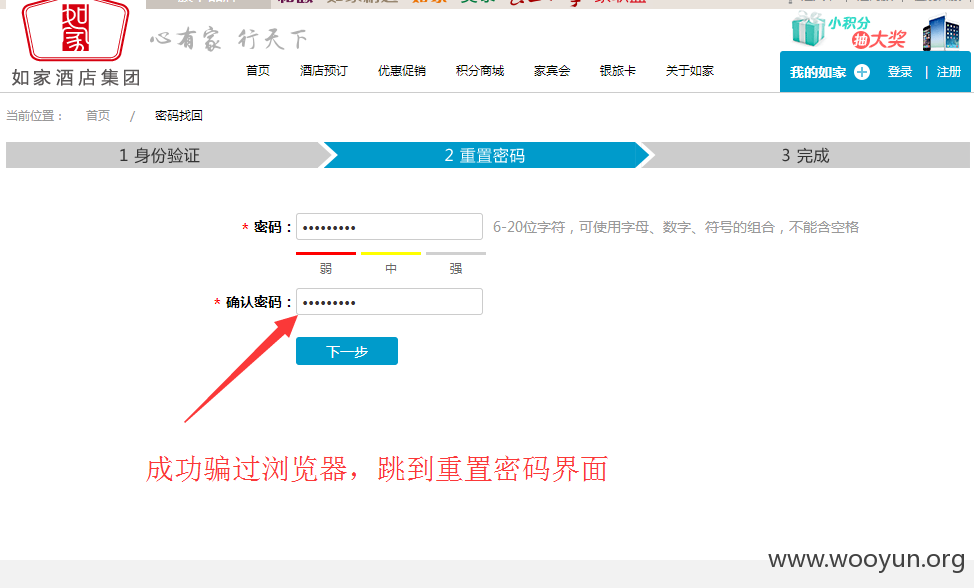 如家
如家酒店集团
心有家 行天下
小积分
抽大奖
首页 酒店预订 优惠促销 积分商城 家宾会 银旅卡 关于如家
我的如家 登录 | 注册
当前位置： 首页 / 密码找回
1 身份验证 2 重置密码 3 完成
* 密码： ••••••••• 6-20位字符，可使用字母、数字、符号的组合，不能含空格
弱 中 强
* 确认密码： •••••••••
下一步
成功骗过浏览器，跳到重置密码界面
www.wooyun.org